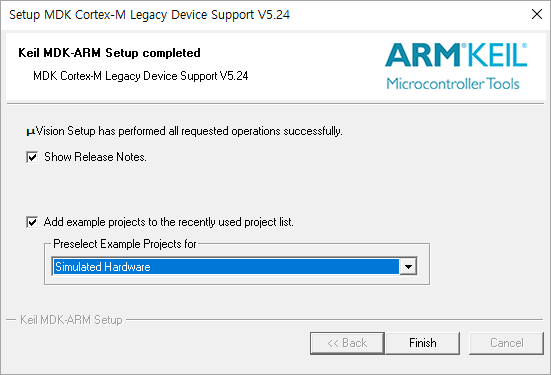 Setup MDK Cortex-M Legacy Device Support V5.24
Keil MDK-ARM Setup completed
MDK Cortex-M Legacy Device Support V5.24
ARM®KEIL®
Microcontroller Tools
µVision Setup has performed all requested operations successfully.
Show Release Notes.
Add example projects to the recently used project list.
Preselect Example Projects for
Simulated Hardware
Keil MDK-ARM Setup
<< Back
Finish
Cancel